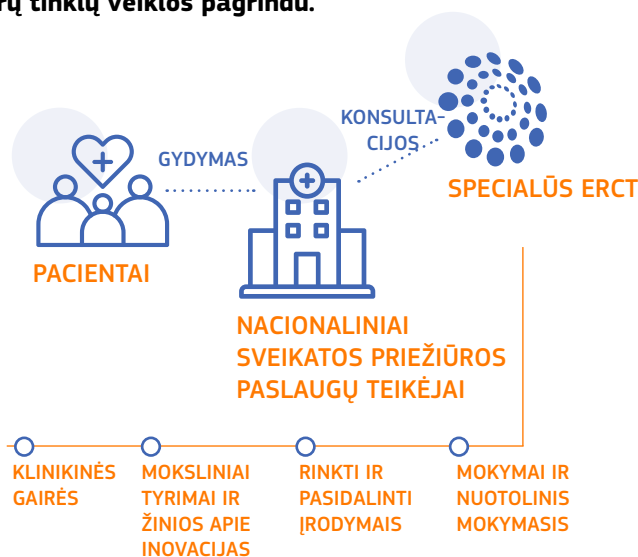 rų tinklų veiklos pagrindu.
KONSULTA-
CIJOS
GYDYMAS
SPECIALŪS ERCT
PACIENTAI
NACIONALINIAI
SVEIKATOS PRIEŽIŪROS
PASLAUGŲ TEIKĖJAI
KLINIKINĖS
GAIRĖS
MOKSLINIAI
TYRIMAI IR
ŽINIOS APIE
INOVACIJAS
RINKTI IR
PASIDALINTI
ĮRODYMAIS
MOKYMAI IR
NUOTOLINIS
MOKYMASIS